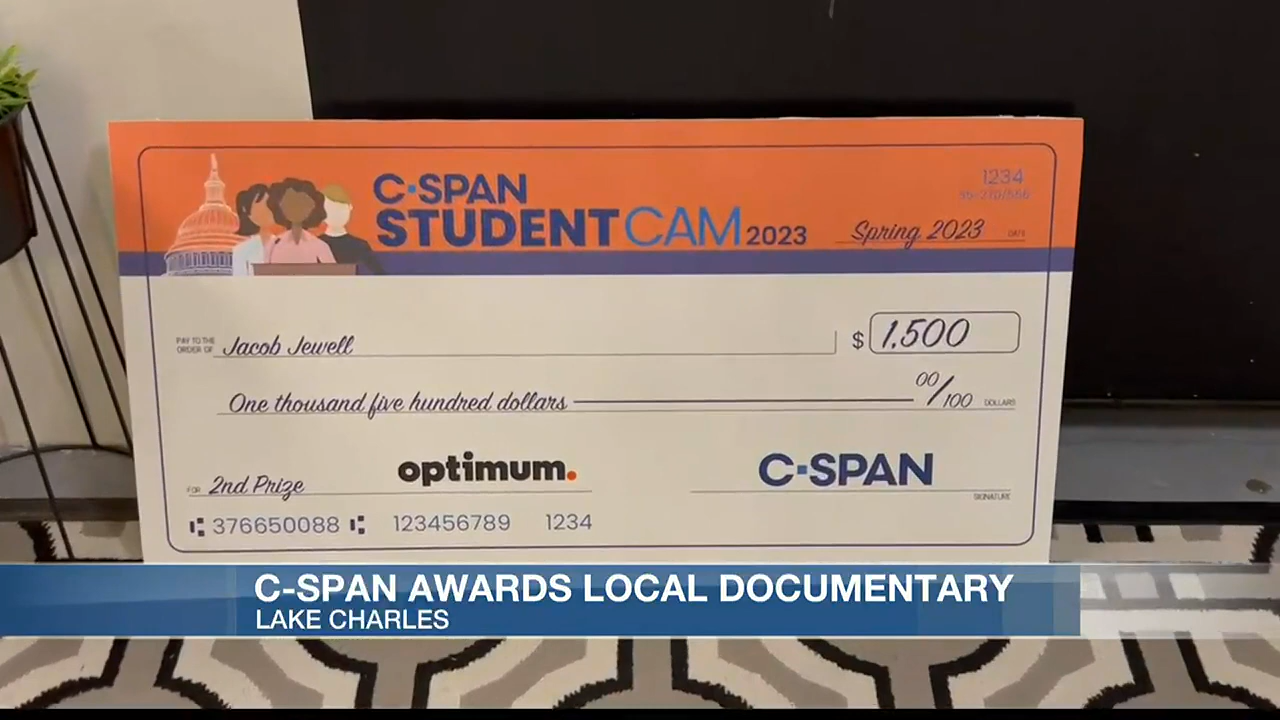 C·SPAN
STUDENTCAM 2023
1234
Spring 2023 DATE
PAY TO THE
ORDER OF Jacob Jewell $ 1,500
One thousand five hundred dollars 00/100 DOLLARS
FOR 2nd Prize
optimum.
C·SPAN
SIGNATURE
376650088 123456789 1234
C-SPAN AWARDS LOCAL DOCUMENTARY
LAKE CHARLES